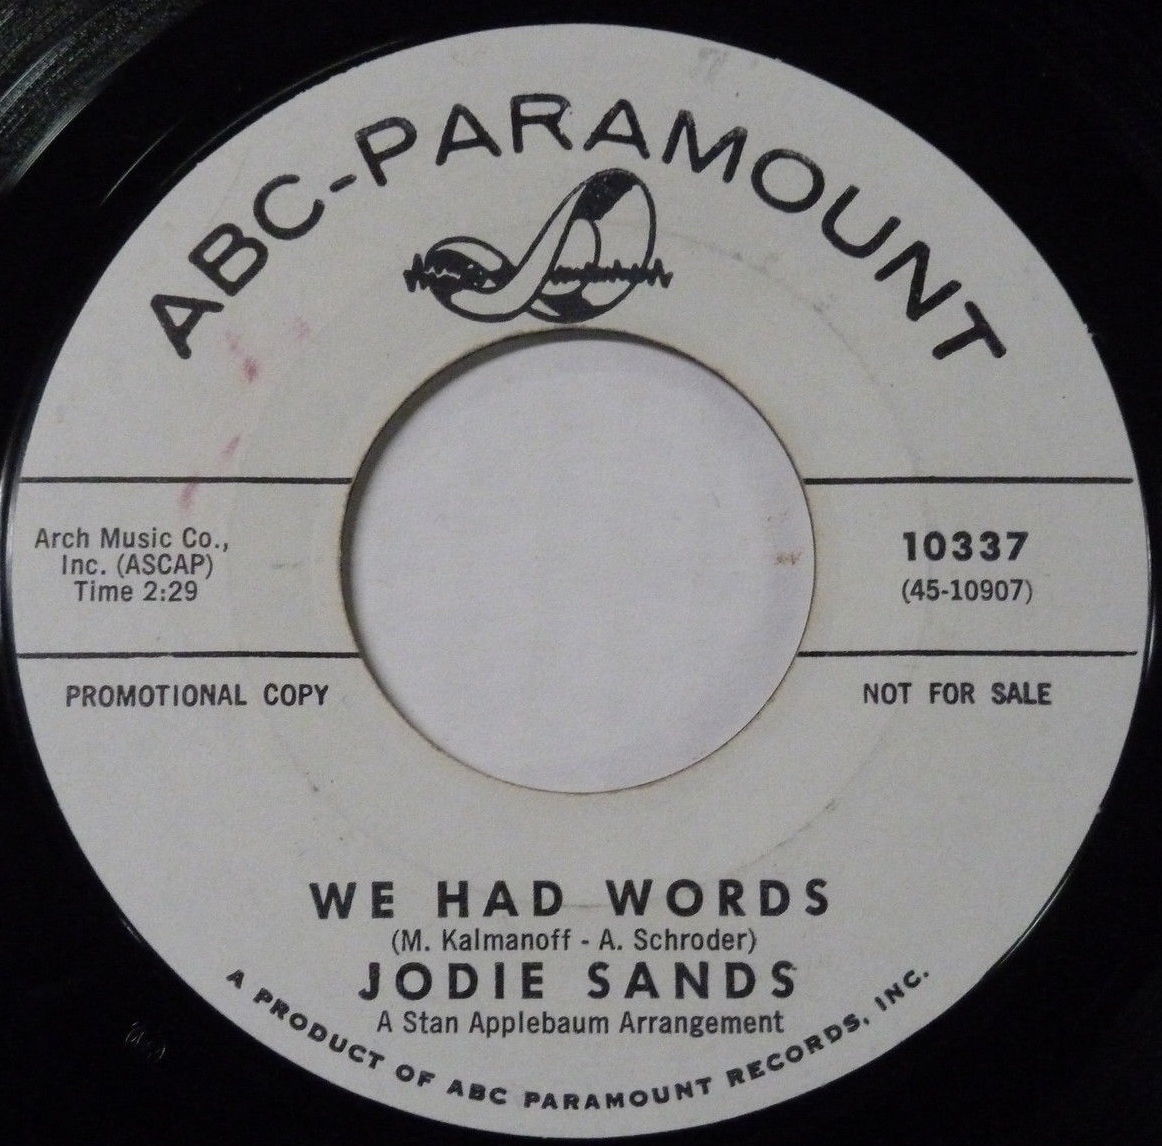 ABC-PARAMOUNT
Arch Music Co.,
Inc. (ASCAP)
Time 2:29
10337
(45-10907)
PROMOTIONAL COPY
NOT FOR SALE
WE HAD WORDS
(M. Kalmanoff - A. Schroder)
JODIE SANDS
A Stan Applebaum Arrangement
A PRODUCT OF ABC PARAMOUNT RECORDS, INC.